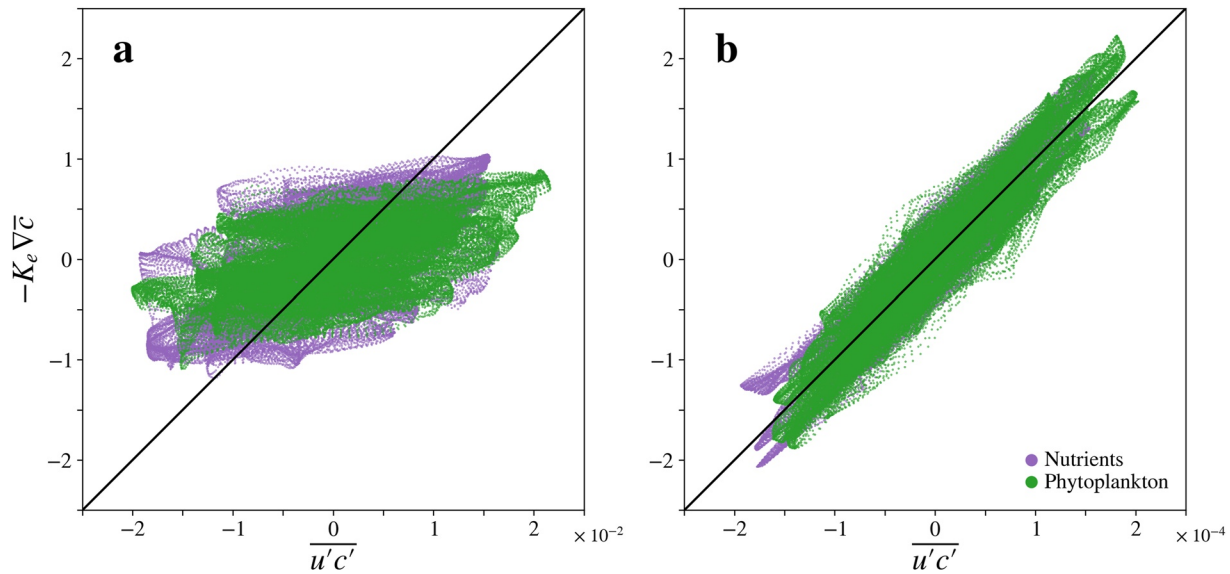 a
b
2
1
0
−1
−2
−K_e ∇c̅
2
1
0
−1
−2
Nutrients
Phytoplankton
−2 −1 0 1 2 ×10⁻²
−2 −1 0 1 2 ×10⁻⁴
u′c′
u′c′